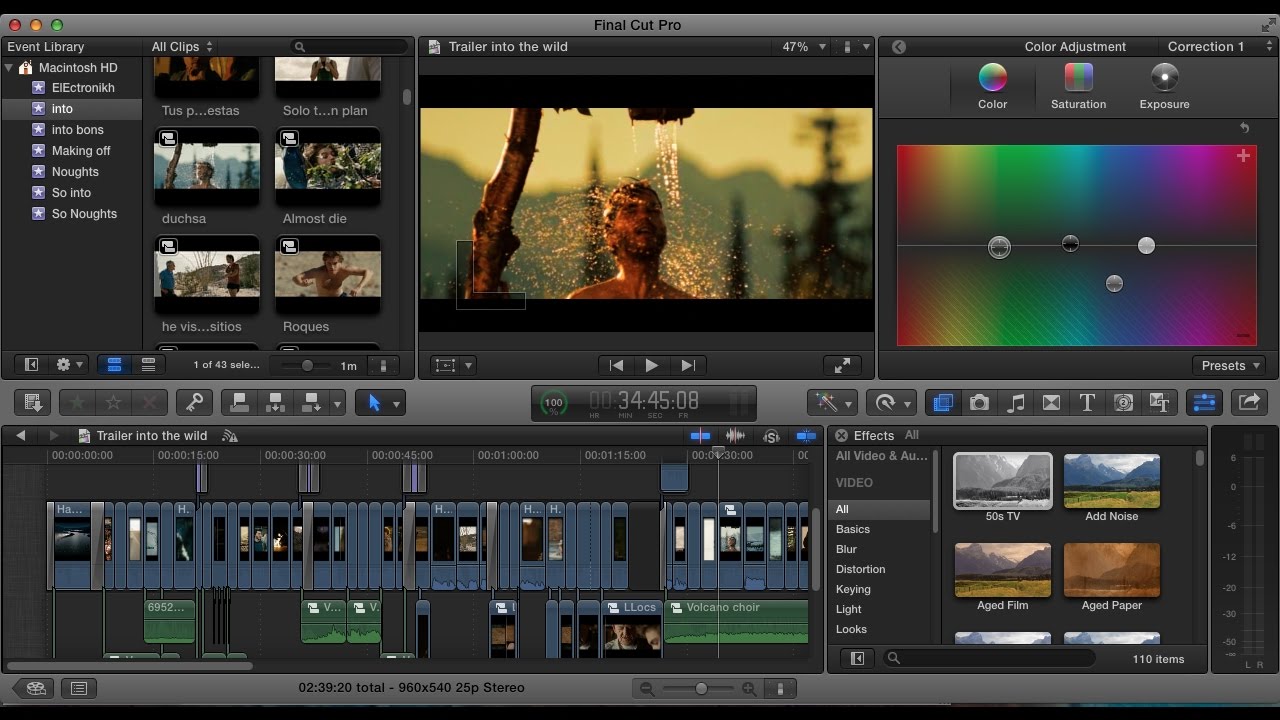 Final Cut Pro
Event Library
All Clips
Macintosh HD
ElEctronikh
into
into bons
Making off
Noughts
So into
So Noughts
Tus p...estas
Solo t...n plan
duchsa
Almost die
he vis...sitios
Roques
1 of 43 sele...
1m
Trailer into the wild
47%
Color Adjustment
Correction 1
Color
Saturation
Exposure
Presets
100
%
34:45:08
HR MIN SEC FR
Trailer into the wild
00:00:00:00
00:00:15:00
00:00:30:00
00:00:45:00
00:01:00:00
00:01:15:00
Ha...
H.
H...
H...
H.
6952...
V...
V.
LLocs
Volcano choir
02:39:20 total - 960x540 25p Stereo
Effects
All
All Video & Au...
VIDEO
All
Basics
Blur
Distortion
Keying
Light
Looks
50s TV
Add Noise
Aged Film
Aged Paper
110 items
6
0
-6
-12
-20
-30
-50
-∞
L R